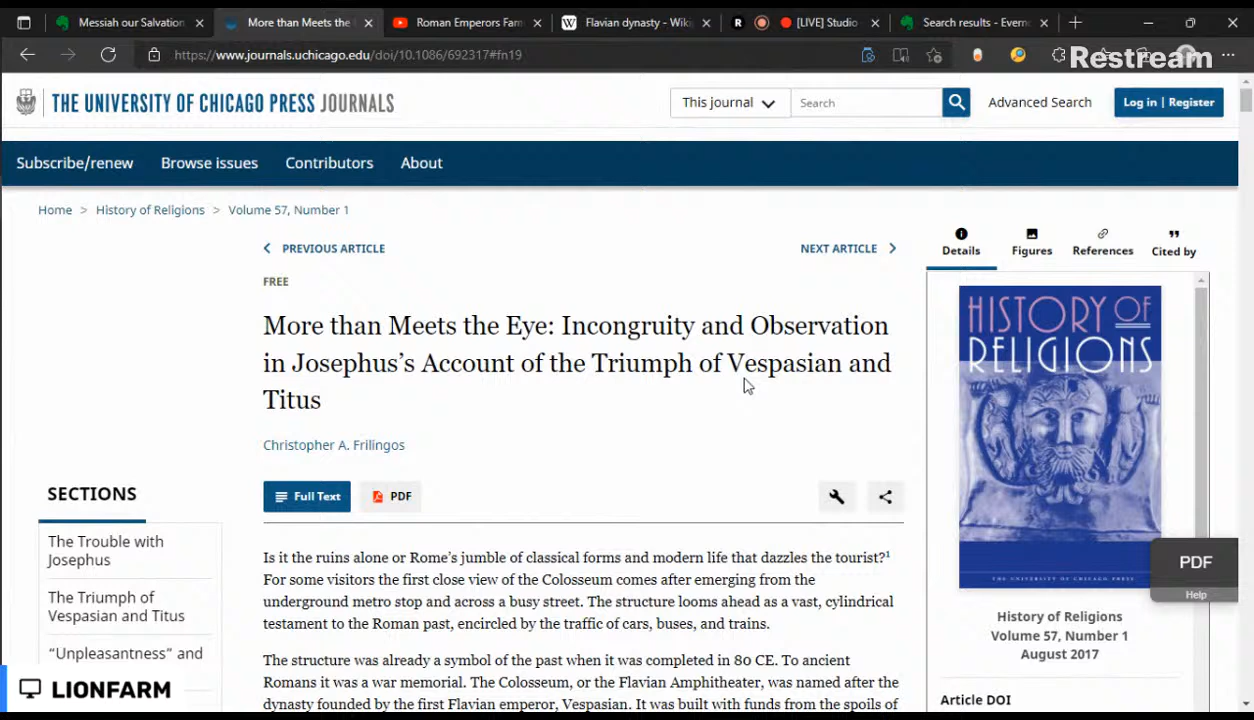 Messiah our Salvation
More than Meets the
Roman Emperors Fam
Flavian dynasty - Wiki
[LIVE] Studio
Search results - Evern
https://www.journals.uchicago.edu/doi/10.1086/692317#fn19
Restream
THE UNIVERSITY OF CHICAGO PRESS JOURNALS
This journal
Search
Advanced Search
Log in | Register
Subscribe/renew
Browse issues
Contributors
About
Home > History of Religions > Volume 57, Number 1
PREVIOUS ARTICLE
NEXT ARTICLE
Details
Figures
References
Cited by
FREE
More than Meets the Eye: Incongruity and Observation
in Josephus’s Account of the Triumph of Vespasian and
Titus
Christopher A. Frilingos
Full Text
PDF
SECTIONS
The Trouble with
Josephus
The Triumph of
Vespasian and Titus
“Unpleasantness” and
Is it the ruins alone or Rome’s jumble of classical forms and modern life that dazzles the tourist?1
For some visitors the first close view of the Colosseum comes after emerging from the
underground metro stop and across a busy street. The structure looms ahead as a vast, cylindrical
testament to the Roman past, encircled by the traffic of cars, buses, and trains.
The structure was already a symbol of the past when it was completed in 80 CE. To ancient
Romans it was a war memorial. The Colosseum, or the Flavian Amphitheater, was named after the
dynasty founded by the first Flavian emperor, Vespasian. It was built with funds from the spoils of
HISTORY OF
RELIGIONS
THE UNIVERSITY OF CHICAGO PRESS
PDF
Help
History of Religions
Volume 57, Number 1
August 2017
Article DOI
LIONFARM